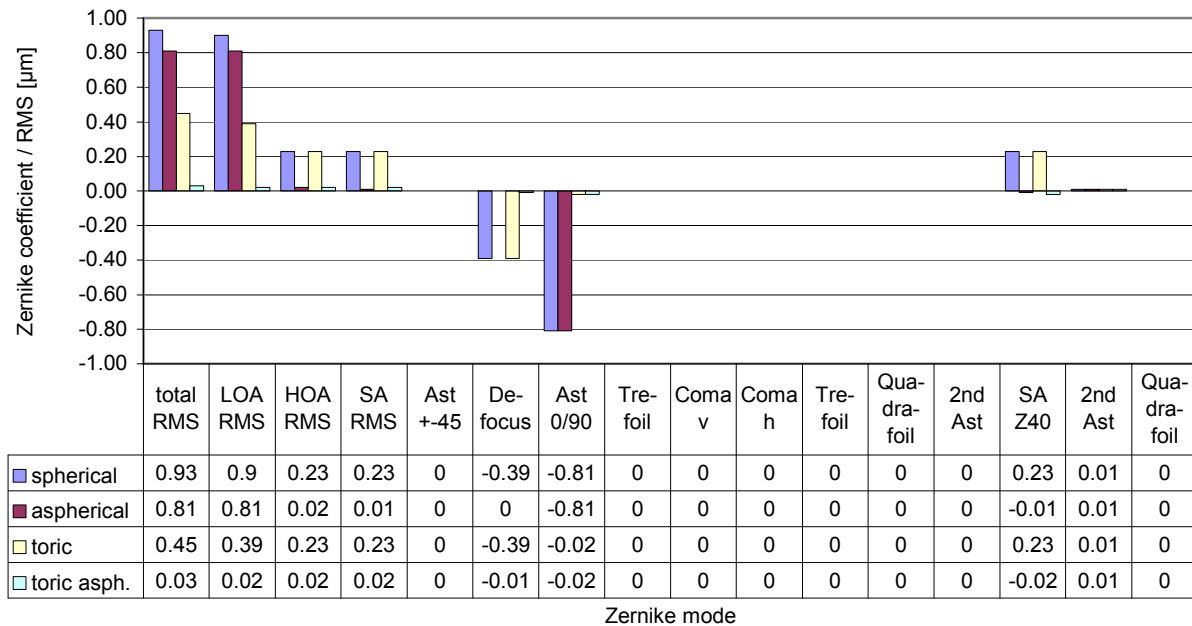 Zernike coefficient / RMS [µm]
1.00
0.80
0.60
0.40
0.20
0.00
-0.20
-0.40
-0.60
-0.80
-1.00
total RMS LOA RMS HOA RMS SA RMS Ast +-45 De-focus Ast 0/90 Tre-foil Coma v Coma h Tre-foil Qua-dra-foil 2nd Ast SA Z40 2nd Ast Qua-dra-foil
spherical 0.93 0.9 0.23 0.23 0 -0.39 -0.81 0 0 0 0 0 0 0.23 0.01 0
aspherical 0.81 0.81 0.02 0.01 0 0 -0.81 0 0 0 0 0 0 -0.01 0.01 0
toric 0.45 0.39 0.23 0.23 0 -0.39 -0.02 0 0 0 0 0 0 0.23 0.01 0
toric asph. 0.03 0.02 0.02 0.02 0 -0.01 -0.02 0 0 0 0 0 0 -0.02 0.01 0
Zernike mode